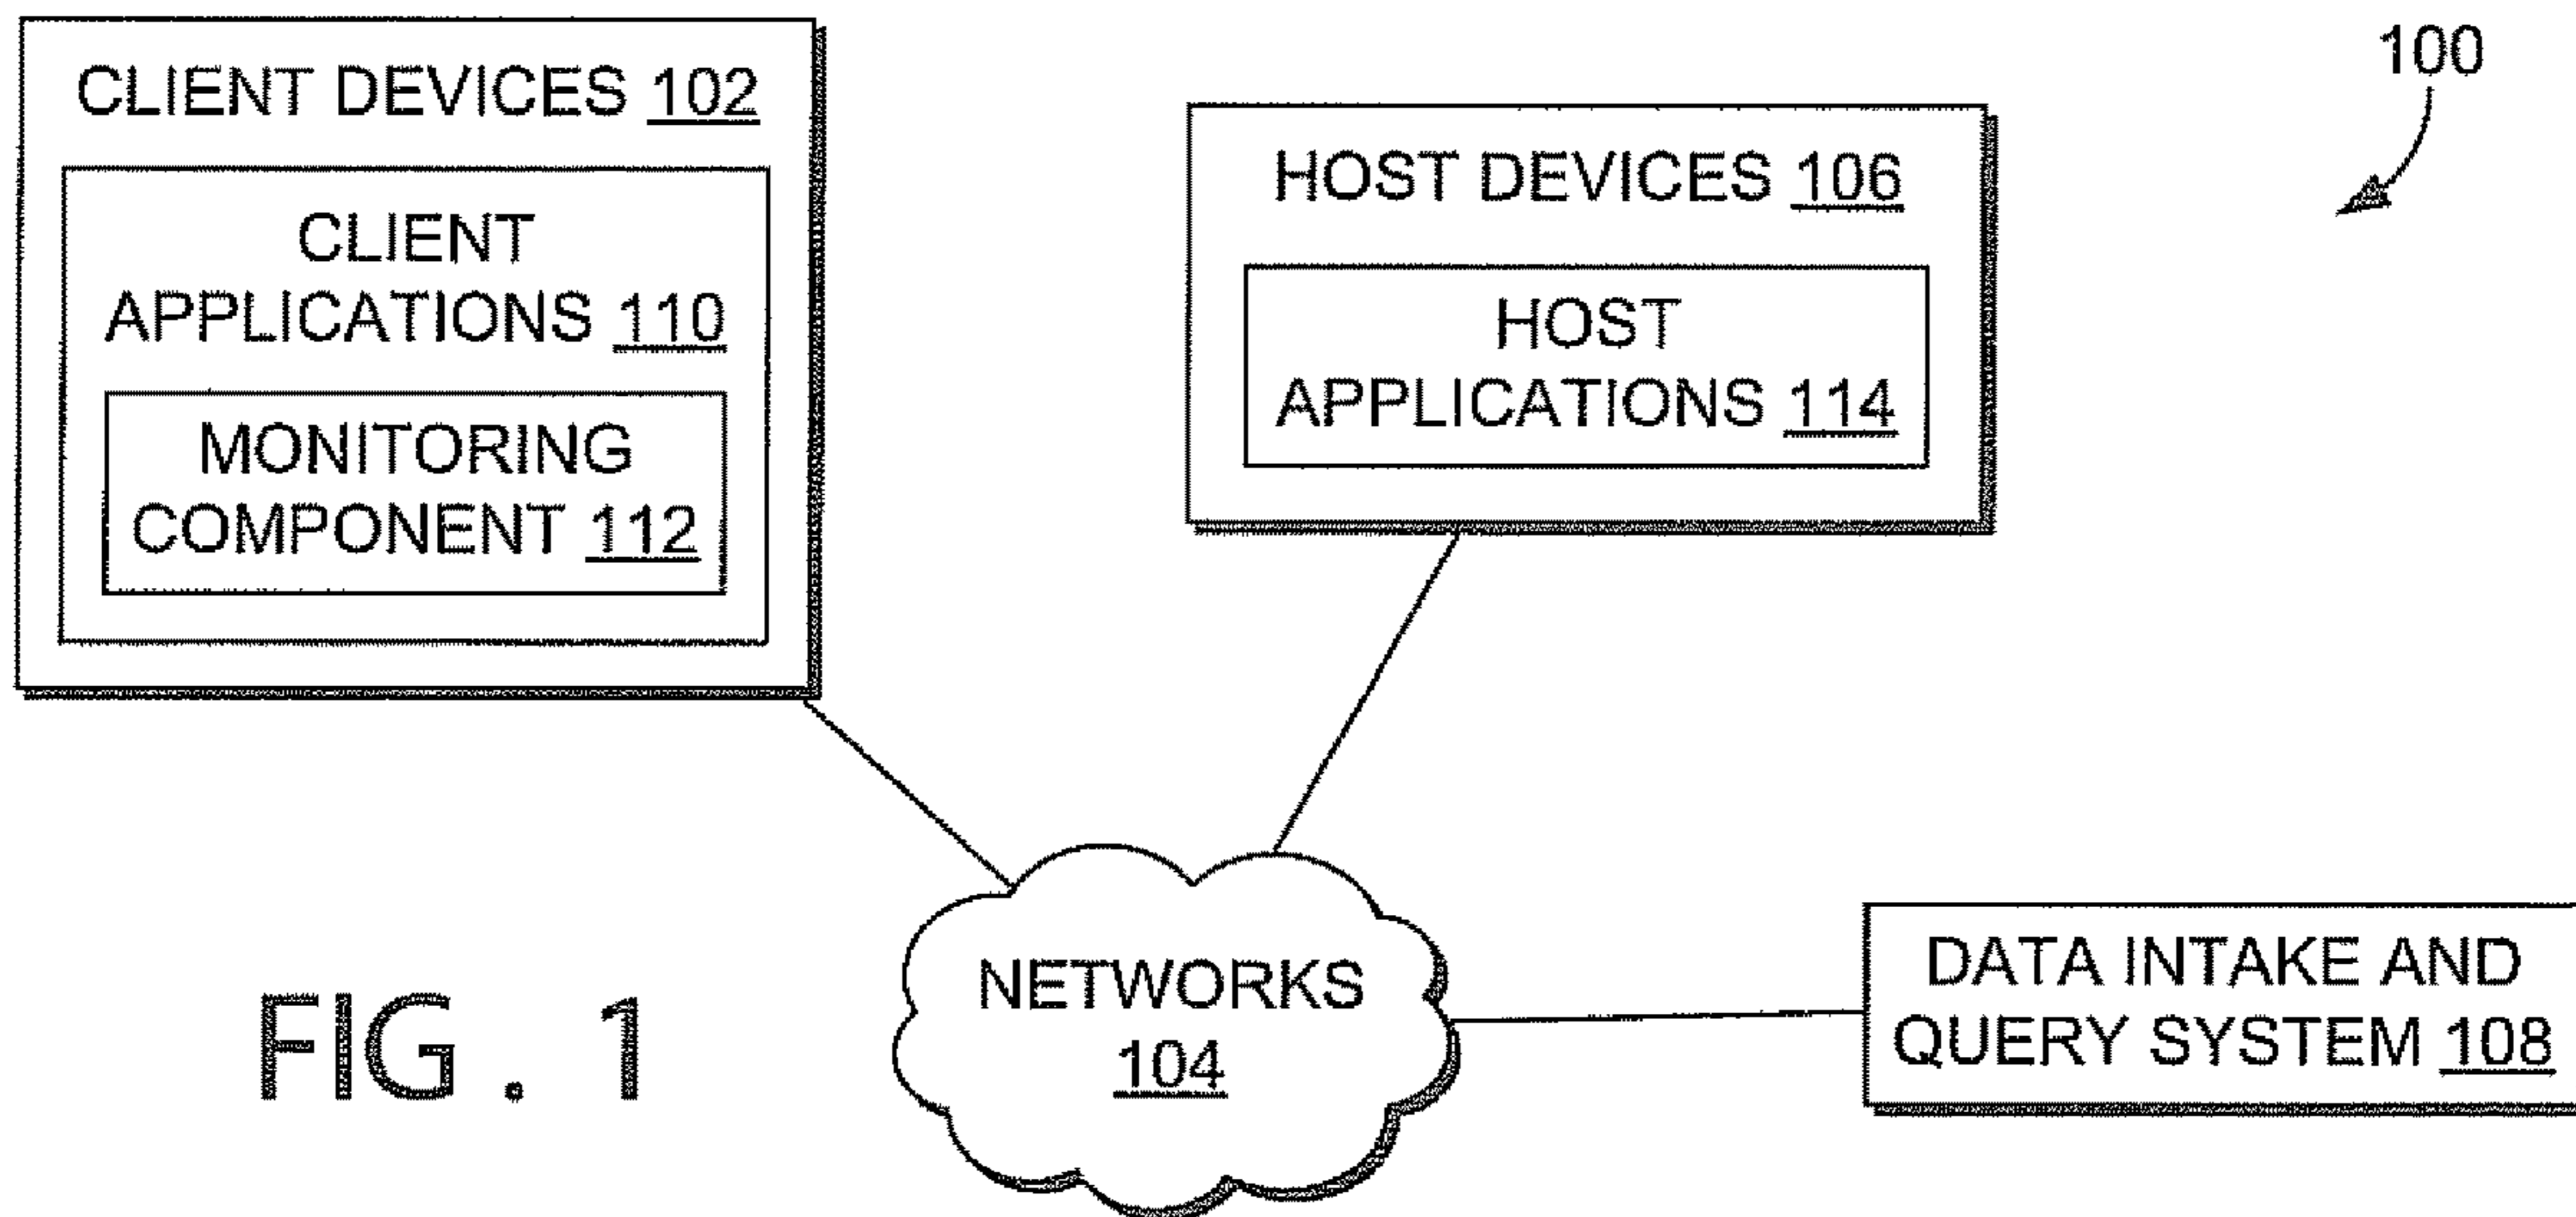 CLIENT DEVICES 102
CLIENT
APPLICATIONS 110
MONITORING
COMPONENT 112
HOST DEVICES 106
HOST
APPLICATIONS 114
100
NETWORKS
104
DATA INTAKE AND
QUERY SYSTEM 108
FIG. 1